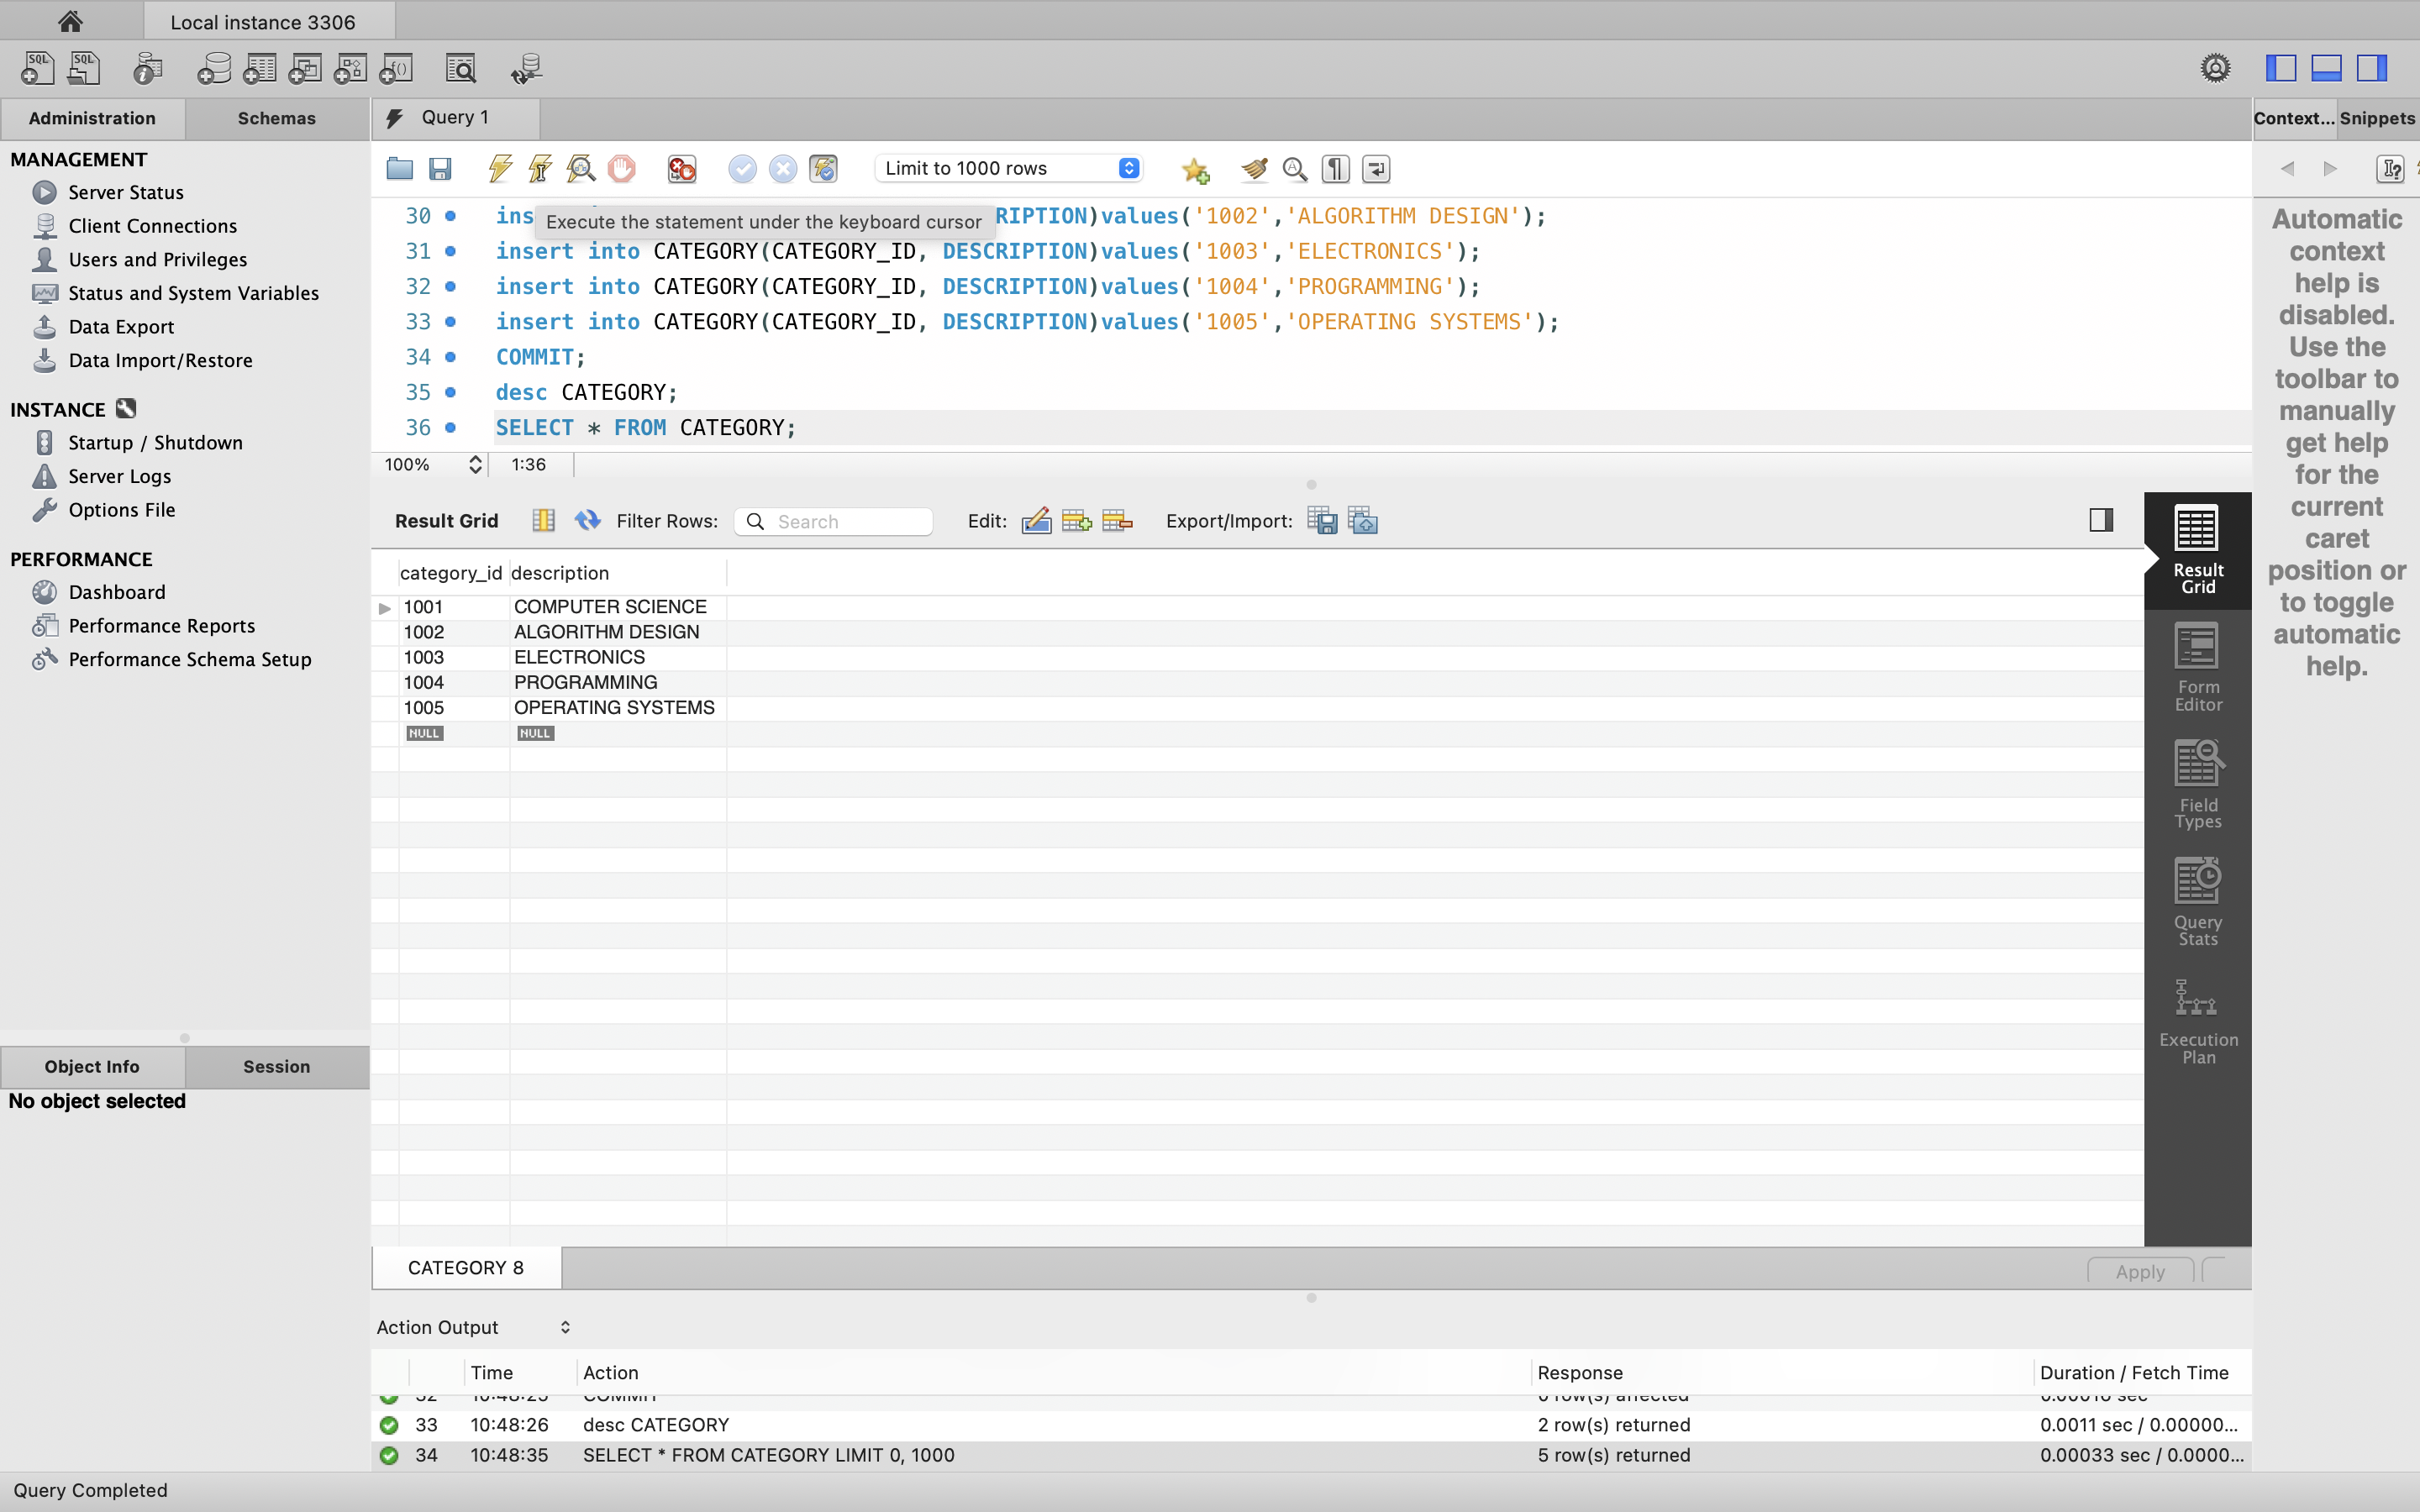 Local instance 3306
SQL SQL
Administration Schemas
Query 1
Context... Snippets
MANAGEMENT
Server Status
Client Connections
Users and Privileges
Status and System Variables
Data Export
Data Import/Restore
INSTANCE
Startup / Shutdown
Server Logs
Options File
PERFORMANCE
Dashboard
Performance Reports
Performance Schema Setup
Object Info Session
No object selected
Limit to 1000 rows
30 ins RIPTION)values('1002','ALGORITHM DESIGN');
Execute the statement under the keyboard cursor
31 insert into CATEGORY(CATEGORY_ID, DESCRIPTION)values('1003','ELECTRONICS');
32 insert into CATEGORY(CATEGORY_ID, DESCRIPTION)values('1004','PROGRAMMING');
33 insert into CATEGORY(CATEGORY_ID, DESCRIPTION)values('1005','OPERATING SYSTEMS');
34 COMMIT;
35 desc CATEGORY;
36 SELECT * FROM CATEGORY;
100% 1:36
Result Grid Filter Rows: Search Edit: Export/Import:
category_id description
1001 COMPUTER SCIENCE
1002 ALGORITHM DESIGN
1003 ELECTRONICS
1004 PROGRAMMING
1005 OPERATING SYSTEMS
NULL NULL
Result
Grid
Form
Editor
Field
Types
Query
Stats
Execution
Plan
CATEGORY 8
Apply
Action Output
Time Action Response Duration / Fetch Time
32 10:48:25 COMMIT 0 row(s) affected
33 10:48:26 desc CATEGORY 2 row(s) returned 0.0011 sec / 0.00000...
34 10:48:35 SELECT * FROM CATEGORY LIMIT 0, 1000 5 row(s) returned 0.00033 sec / 0.0000...
Automatic
context
help is
disabled.
Use the
toolbar to
manually
get help
for the
current
caret
position or
to toggle
automatic
help.
Query Completed